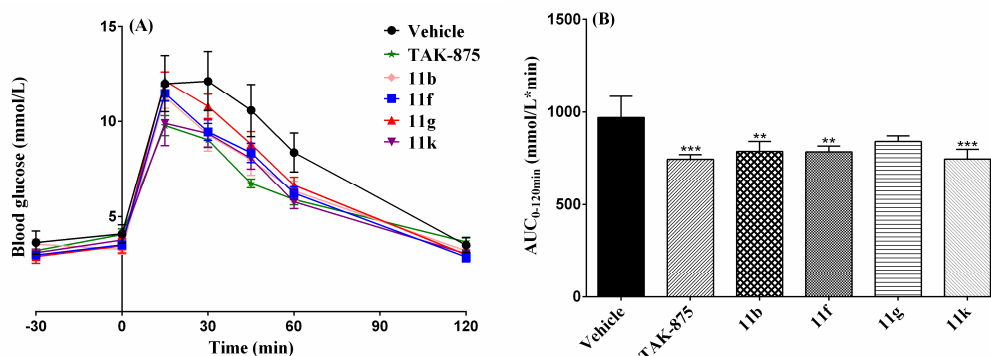 (A)
Blood glucose (mmol/L)
15
10
5
-30
0
30
60
90
120
Time (min)
Vehicle
TAK-875
11b
11f
11g
11k
(B)
AUC0-120min (mmol/L*min)
1500
1000
500
0
***
**
**
***
Vehicle
TAK-875
11b
11f
11g
11k